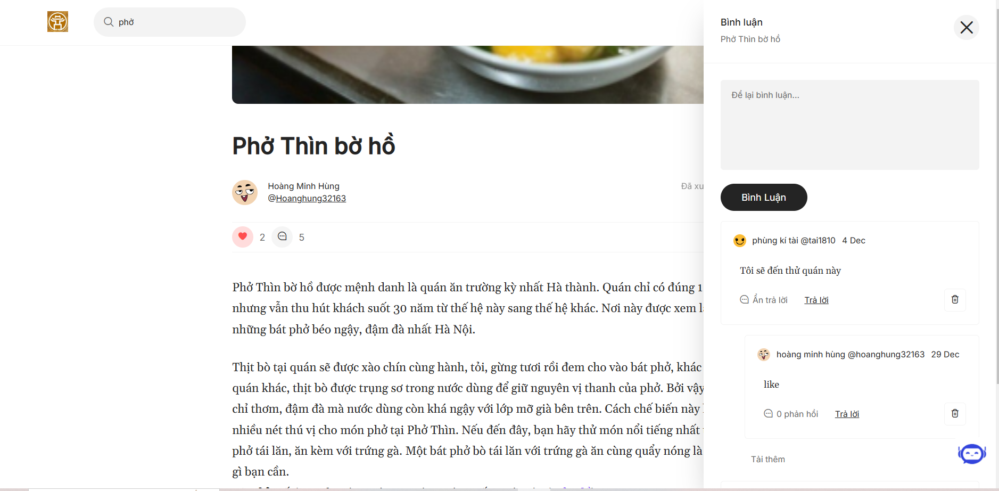 phở
Phở Thìn bờ hồ
Hoàng Minh Hùng
@Hoanghung32163
Đã
2
5
Phở Thìn bờ hồ được mệnh danh là quán ăn trường kỳ nhất Hà thành. Quán chỉ có đúng 1
nhưng vẫn thu hút khách suốt 30 năm từ thế hệ này sang thế hệ khác. Nơi này được xem
những bát phở béo ngậy, đậm đà nhất Hà Nội.
Thịt bò tại quán sẽ được xào chín cùng hành, tỏi, gừng tươi rồi đem cho vào bát phở, khác
quán khác, thịt bò được trụng sơ trong nước dùng để giữ nguyên vị thanh của phở. Bởi vậy
chỉ thơm, đậm đà mà nước dùng còn khá ngậy với lớp mỡ già bên trên. Cách chế biến này
nhiều nét thú vị cho món phở tại Phở Thìn. Nếu đến đây, bạn hãy thử món nổi tiếng nhất
phở tái lăn, ăn kèm với trứng gà. Một bát phở bò tái lăn với trứng gà ăn cùng quẩy nóng là
gì bạn cần.
Bình luận
Phở Thìn bờ hồ
Để lại bình luận...
Bình Luận
phùng kí tài @tai1810 4 Dec
Tôi sẽ đến thử quán này
Ẩn trả lời Trả lời
hoàng minh hùng @hoanghung32163 29 Dec
like
0 phản hồi Trả lời
Tải thêm